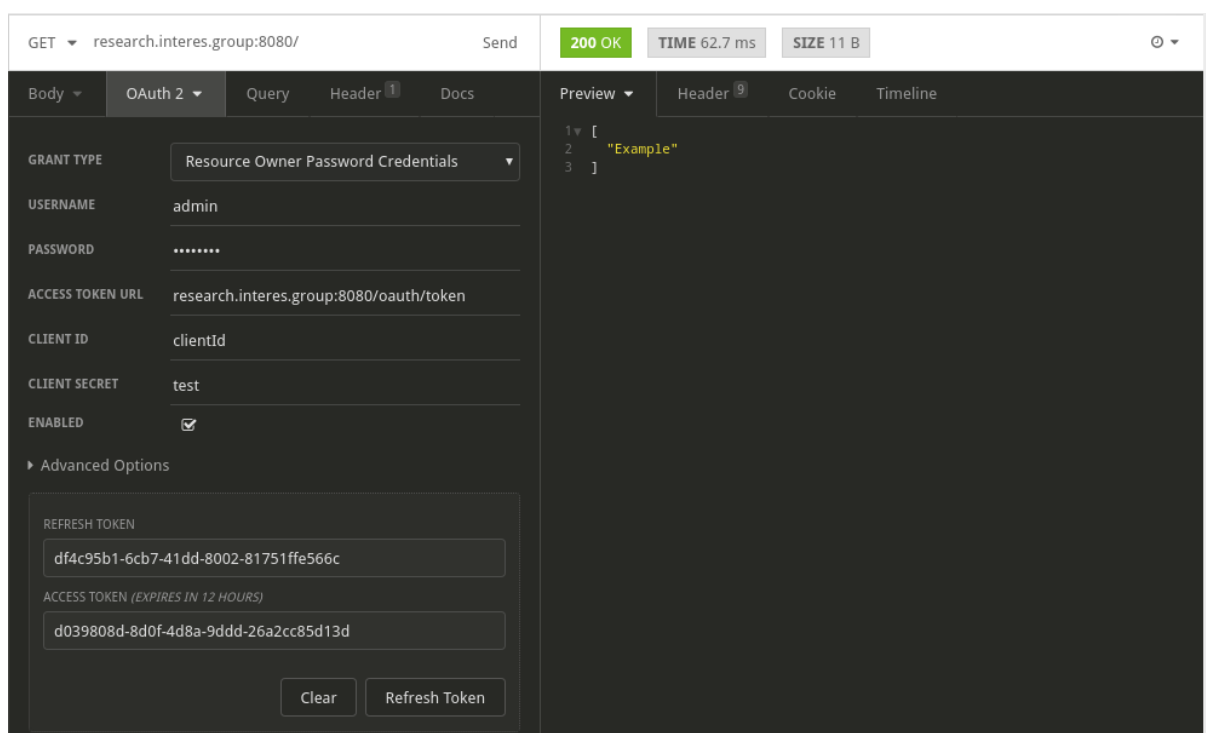 GET research.interes.group:8080/ Send
200 OK TIME 62.7 ms SIZE 11 B
Body OAuth 2 Query Header 1 Docs
Preview Header 9 Cookie Timeline
GRANT TYPE Resource Owner Password Credentials
USERNAME admin
PASSWORD ••••••••
ACCESS TOKEN URL research.interes.group:8080/oauth/token
CLIENT ID clientId
CLIENT SECRET test
ENABLED
Advanced Options
REFRESH TOKEN
df4c95b1-6cb7-41dd-8002-81751ffe566c
ACCESS TOKEN (EXPIRES IN 12 HOURS)
d039808d-8d0f-4d8a-9ddd-26a2cc85d13d
Clear Refresh Token
1 [
2 "Example"
3 ]